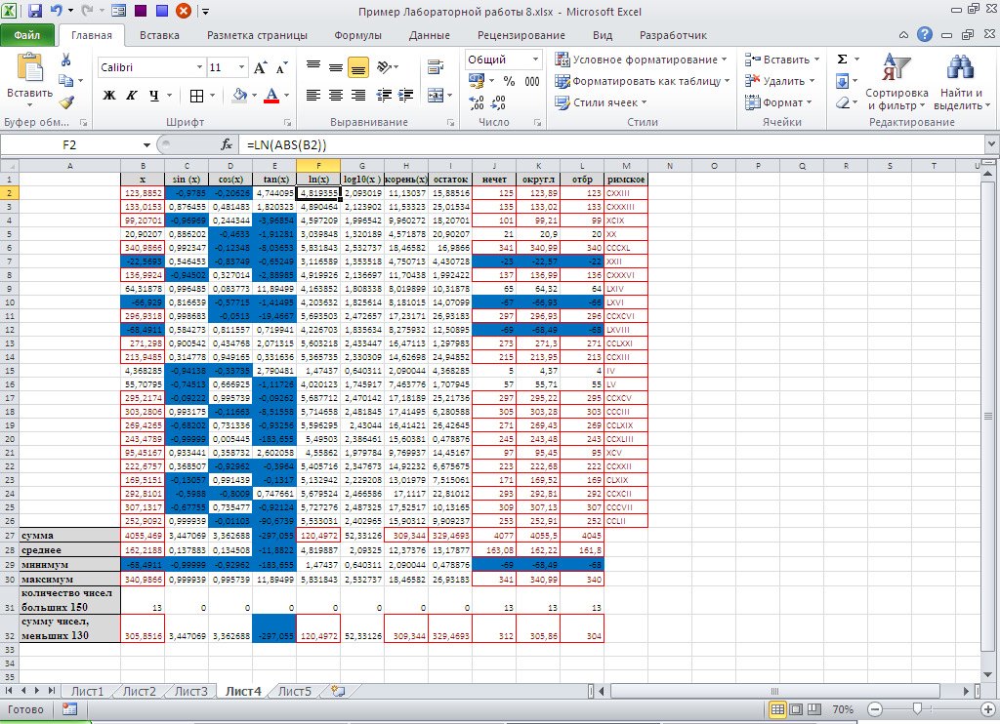 Пример Лабораторной работы 8.xlsx - Microsoft Excel
Файл Главная Вставка Разметка страницы Формулы Данные Рецензирование Вид Разработчик
Вставить
Calibri 11
Ж К Ч
Общий
% 000
Условное форматирование
Форматировать как таблицу
Стили ячеек
Вставить
Удалить
Формат
Σ
Сортировка и фильтр
Найти и выделить
Буфер обм... Шрифт Выравнивание Число Стили Ячейки Редактирование
F2 fx =LN(ABS(B2))
A B C D E F G H I J K L M N O P Q R S T U
1 x sin (x) cos(x) tan(x) ln(x) log10(x ) корень(x) остаток нечет округл отбр римское
2 123,8852 -0,9785 -0,20626 4,744095 4,819355 2,093019 11,13037 15,88516 125 123,89 123 CXXIII
3 133,0153 0,876455 0,481483 1,820323 4,890464 2,123902 11,53323 25,01534 135 133,02 133 CXXXIII
4 99,20701 -0,96969 0,244344 -3,96854 4,597209 1,996542 9,960272 18,20701 101 99,21 99 XCIX
5 20,90207 0,886202 -0,4633 -1,91281 3,039848 1,320189 4,571878 20,90207 21 20,9 20 XX
6 340,9866 0,992347 -0,12348 -8,03653 5,831843 2,532737 18,46582 16,9866 341 340,99 340 CCCXL
7 -22,5693 0,546453 -0,83749 -0,65249 3,116589 1,353518 4,750713 4,430728 -23 -22,57 -22 XXII
8 136,9924 -0,94502 0,327014 -2,88985 4,919926 2,136697 11,70438 1,992422 137 136,99 136 CXXXVI
9 64,31878 0,996485 0,083773 11,89499 4,163852 1,808338 8,019899 10,31878 65 64,32 64 LXIV
10 -66,929 0,816639 -0,57715 -1,41495 4,203632 1,825614 8,181015 14,07099 -67 -66,93 -66 LXVI
11 296,9318 0,998683 -0,0513 -19,4667 5,693503 2,472657 17,23171 26,93183 297 296,93 296 CCXCVI
12 -68,4911 0,584273 0,811557 0,719941 4,226703 1,835634 8,275932 12,50895 -69 -68,49 -68 LXVIII
13 271,298 0,900542 0,434768 2,071315 5,603218 2,433447 16,47113 1,297983 273 271,3 271 CCLXXI
14 213,9485 0,314778 0,949165 0,331636 5,365735 2,330309 14,62698 24,94852 215 213,95 213 CCXIII
15 4,368285 -0,94138 -0,33735 2,790481 1,47437 0,640311 2,090044 4,368285 5 4,37 4 IV
16 55,70795 -0,74513 0,666925 -1,11726 4,020123 1,745917 7,463776 1,707945 57 55,71 55 LV
17 295,2174 -0,09222 0,995739 -0,09262 5,687712 2,470142 17,18189 25,21736 297 295,22 295 CCXCV
18 303,2806 0,993175 -0,11663 -8,51558 5,714658 2,481845 17,41495 6,280588 305 303,28 303 CCCIII
19 269,4265 -0,68202 0,731336 -0,93256 5,596295 2,43044 16,41421 26,42645 271 269,43 269 CCLXIX
20 243,4789 -0,99999 0,005445 -183,655 5,49503 2,386461 15,60381 0,478876 245 243,48 243 CCXLIII
21 95,45167 0,933441 0,358732 2,602058 4,55862 1,979784 9,769937 14,45167 97 95,45 95 XCV
22 222,6757 0,368507 -0,92962 -0,3964 5,405716 2,347673 14,92232 6,675675 223 222,68 222 CCXXII
23 169,5151 -0,13057 0,991439 -0,1317 5,132942 2,229208 13,01979 7,515061 171 169,52 169 CLXIX
24 292,8101 -0,5988 -0,8009 0,747661 5,679524 2,466586 17,1117 22,81012 293 292,81 292 CCXCII
25 307,1317 -0,67755 0,735477 -0,92124 5,727276 2,487325 17,52517 10,13165 309 307,13 307 CCCVII
26 252,9092 0,999939 -0,01103 -90,6739 5,533031 2,402965 15,90312 9,909237 253 252,91 252 CCLII
27 сумма 4055,469 3,447069 3,362688 -297,055 120,4972 52,33126 309,344 329,4693 4077 4055,5 4045
28 среднее 162,2188 0,137883 0,134508 -11,8822 4,819887 2,09325 12,37376 13,17877 163,08 162,22 161,8
29 минимум -68,4911 -0,99999 -0,92962 -183,655 1,47437 0,640311 2,090044 0,478876 -69 -68,49 -68
30 максимум 340,9866 0,999939 0,995739 11,89499 5,831843 2,532737 18,46582 26,93183 341 340,99 340
количество чисел
31 больших 150 13 0 0 0 0 0 0 0 13 13 13
сумму чисел,
32 меньших 130 305,8516 3,447069 3,362688 -297,055 120,4972 52,33126 309,344 329,4693 312 305,86 304
33
34
35
Лист1 Лист2 Лист3 Лист4 Лист5
Готово 70%